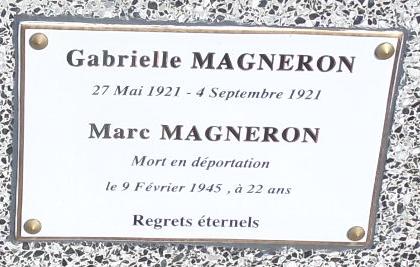 Gabrielle MAGNERON
27 Mai 1921 - 4 Septembre 1921
Marc MAGNERON
Mort en déportation
le 9 Février 1945 , à 22 ans
Regrets éternels